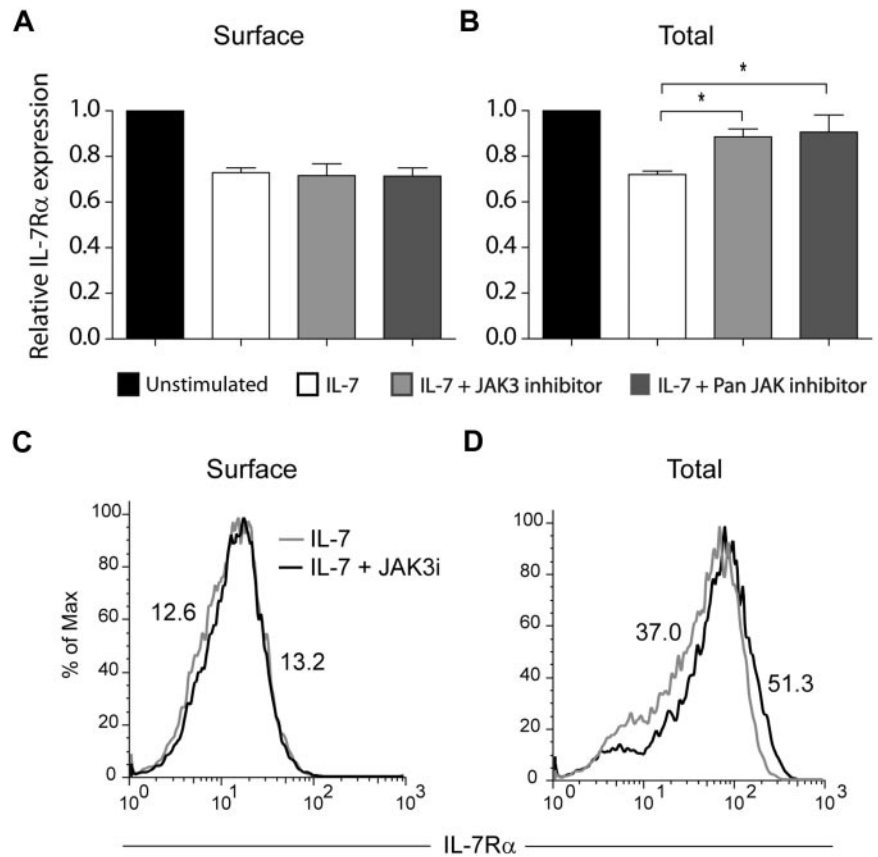 A
Surface
B
Total
Relative IL-7Rα expression
1.0
0.8
0.6
0.4
0.2
0.0
1.0
0.8
0.6
0.4
0.2
0.0
*
*
Unstimulated
IL-7
IL-7 + JAK3 inhibitor
IL-7 + Pan JAK inhibitor
C
Surface
D
Total
% of Max
100
80
60
40
20
0
10^0
10^1
10^2
10^3
IL-7
IL-7 + JAK3i
12.6
13.2
100
80
60
40
20
0
10^0
10^1
10^2
10^3
37.0
51.3
IL-7Rα